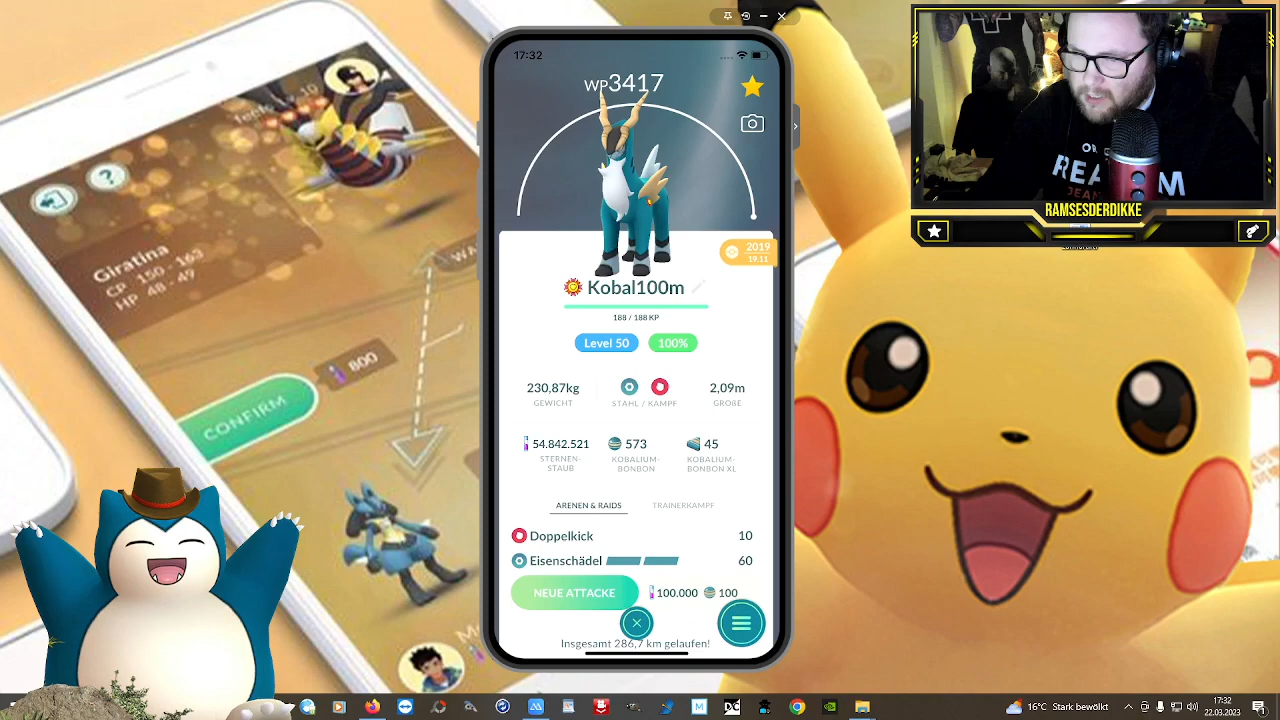 17:32
WP3417
Giratina
CP 150 - 163
HP 48 - 49
800
CONFIRM
2019
19.11
Kobal100m
188 / 188 KP
Level 50
100%
230,87kg
GEWICHT
STAHL / KAMPF
2,09m
GRÖßE
54.842.521
STERNEN-
STAUB
573
KOBALIUM-
BONBON
45
KOBALIUM-
BONBON XL
ARENEN & RAIDS
TRAINERKAMPF
Doppelkick
10
Eisenschädel
60
NEUE ATTACKE
100.000
100
Insgesamt 286,7 km gelaufen!
RAMSESDERDIKKE
16°C Stark bewölkt
17:32
22.03.2023